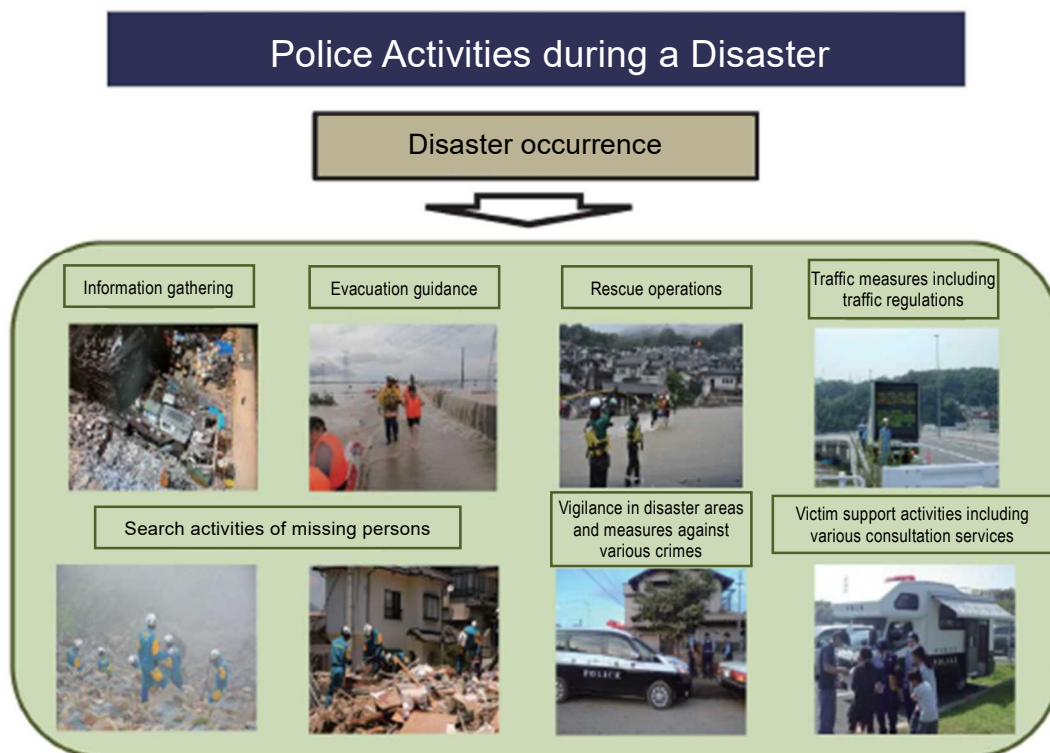 Police Activities during a Disaster
Disaster occurrence
Information gathering
Evacuation guidance
Rescue operations
Traffic measures including
traffic regulations
Search activities of missing persons
Vigilance in disaster areas
and measures against
various crimes
Victim support activities including
various consultation services
POLICE
POLICE